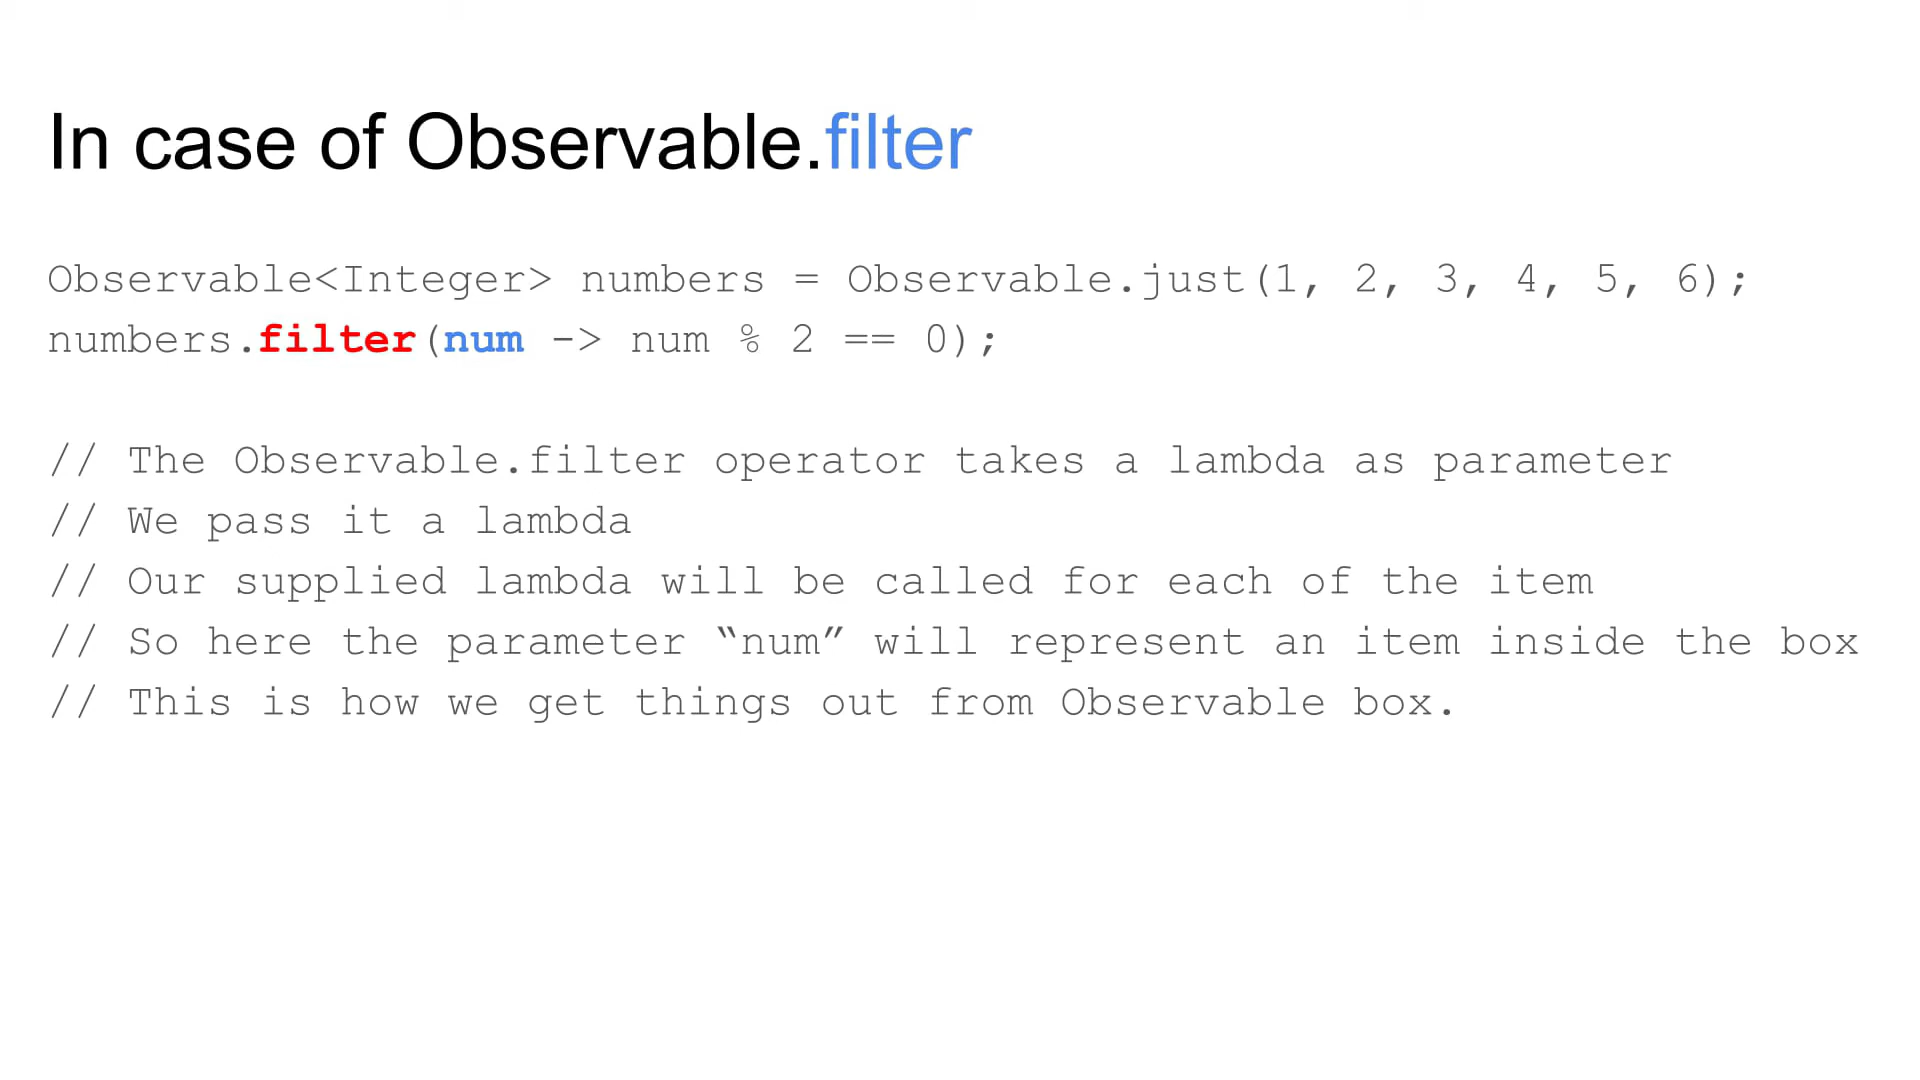 In case of Observable.filter
Observable<Integer> numbers = Observable.just(1, 2, 3, 4, 5, 6);
numbers.filter(num -> num % 2 == 0);
// The Observable.filter operator takes a lambda as parameter
// We pass it a lambda
// Our supplied lambda will be called for each of the item
// So here the parameter “num” will represent an item inside the box
// This is how we get things out from Observable box.